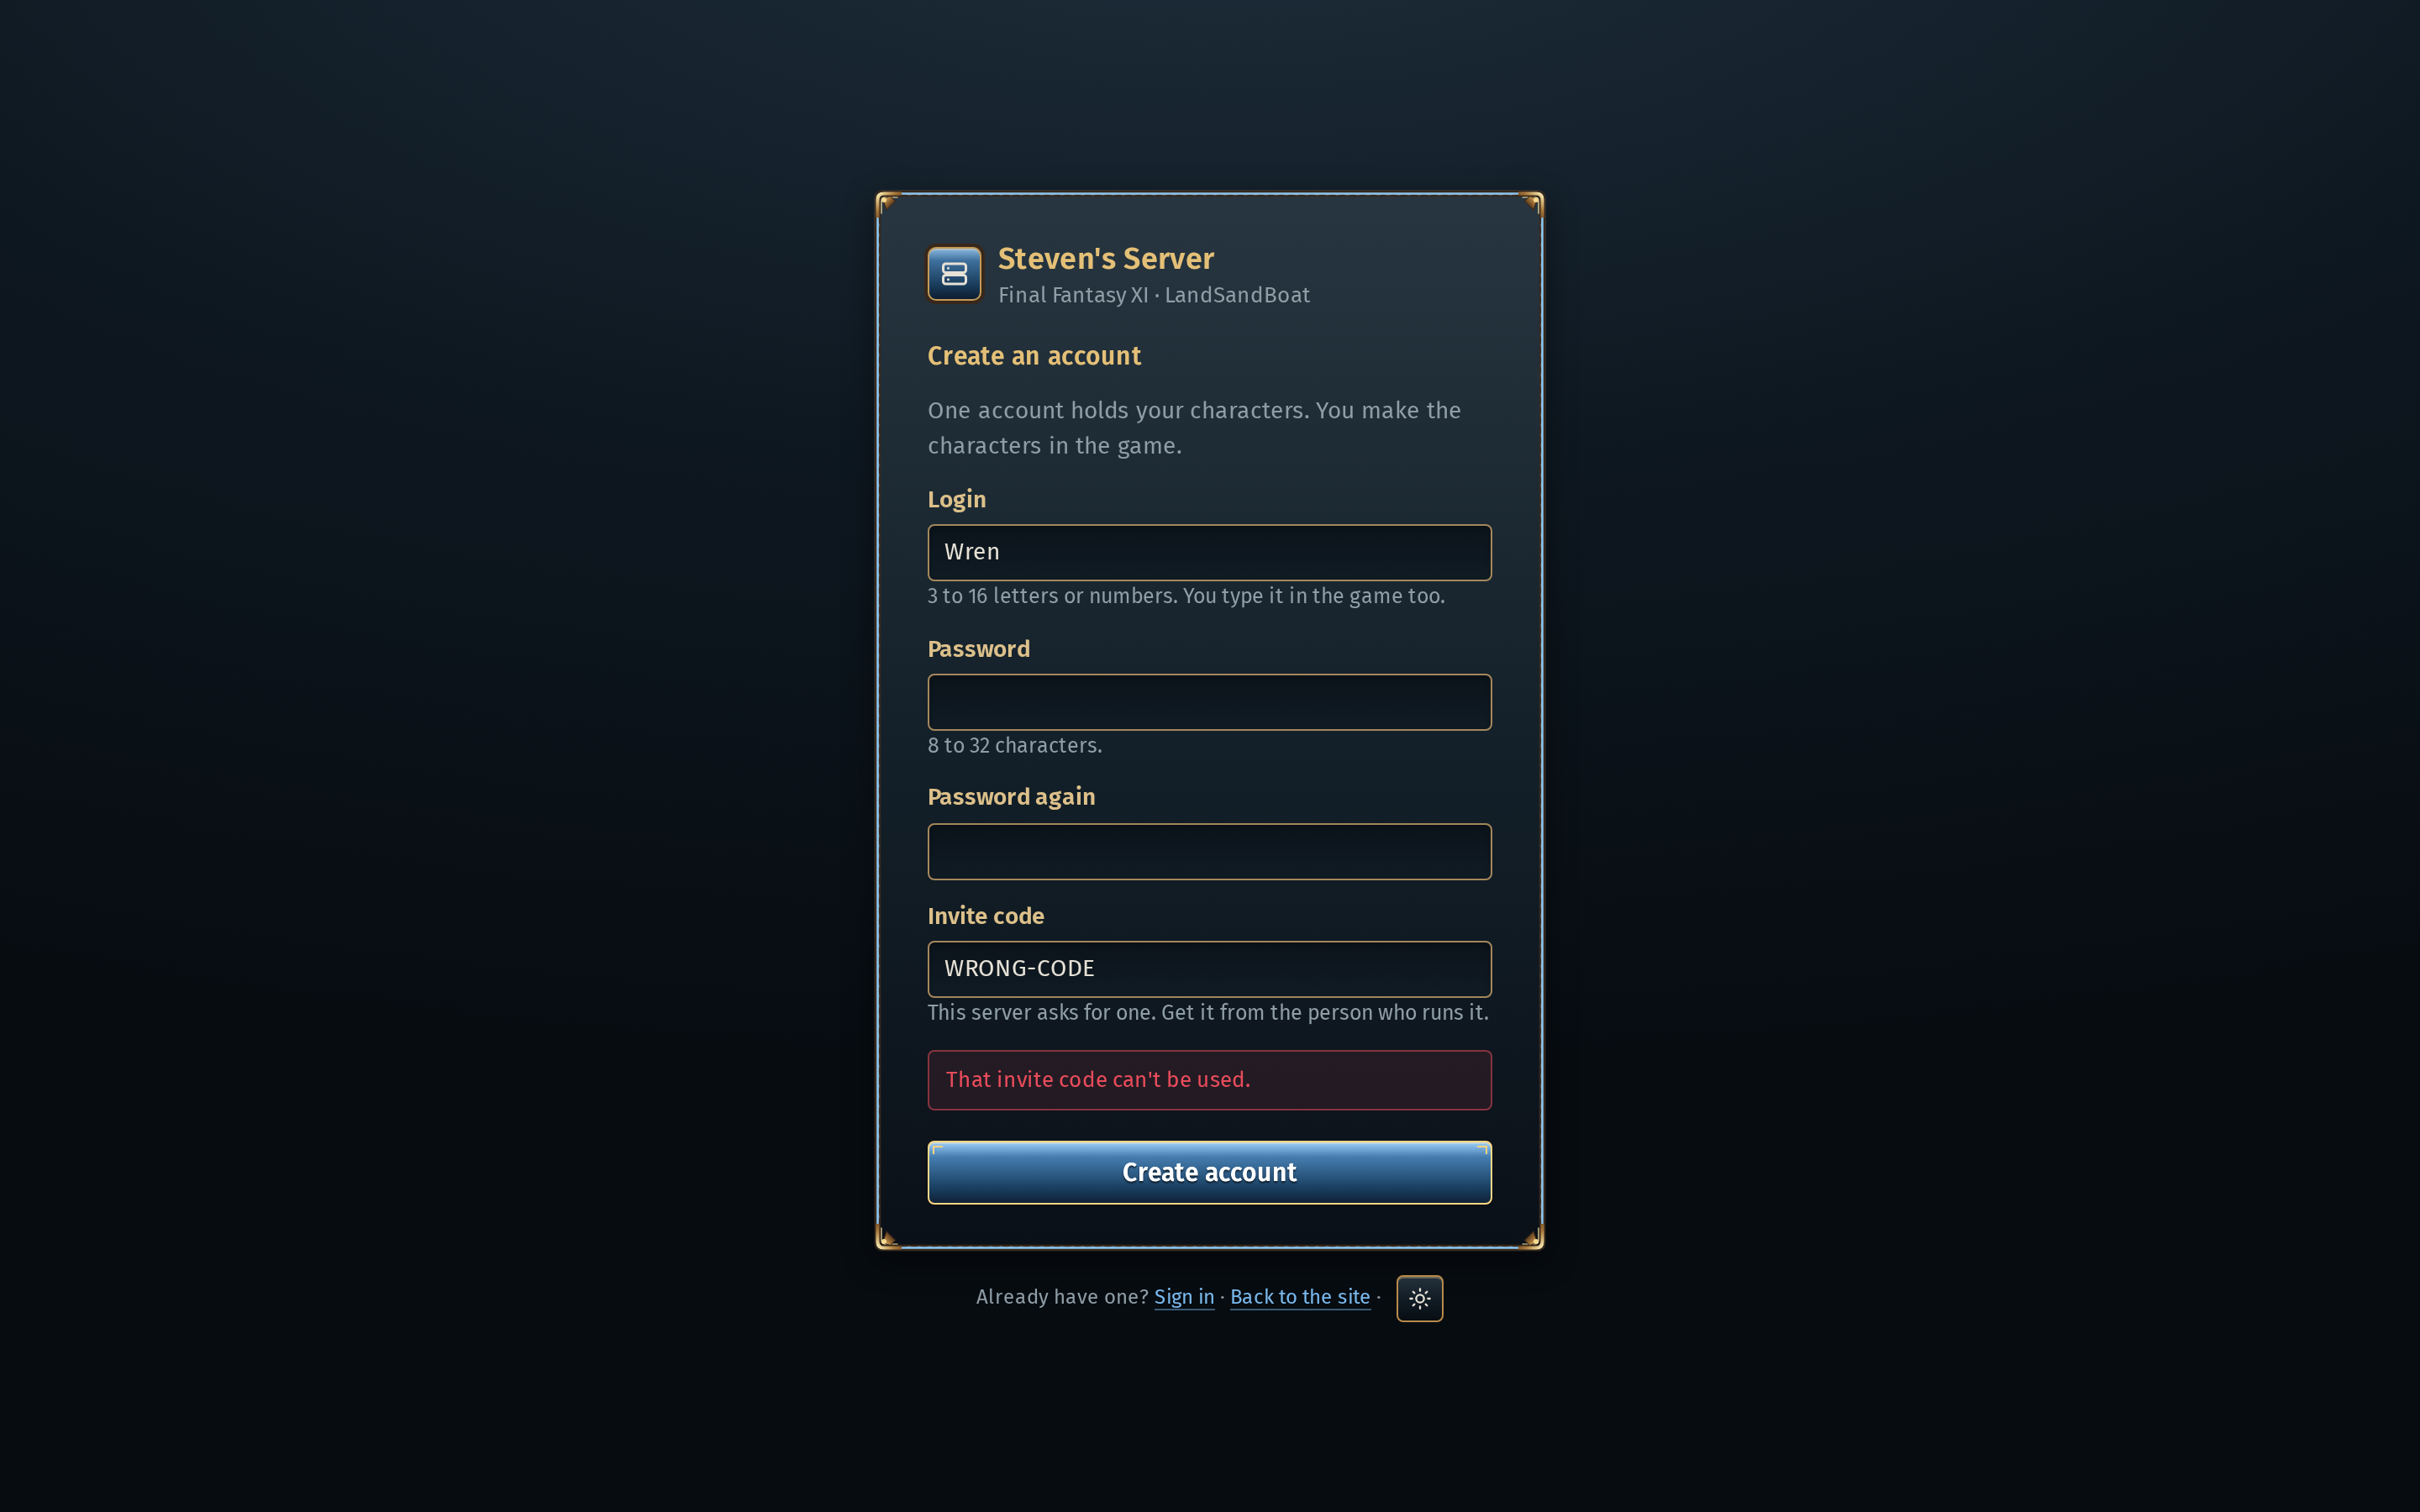 Steven's Server
Final Fantasy XI · LandSandBoat
Create an account
One account holds your characters. You make the
characters in the game.
Login
Wren
3 to 16 letters or numbers. You type it in the game too.
Password
8 to 32 characters.
Password again
Invite code
WRONG-CODE
This server asks for one. Get it from the person who runs it.
That invite code can't be used.
Create account
Already have one? Sign in · Back to the site ·